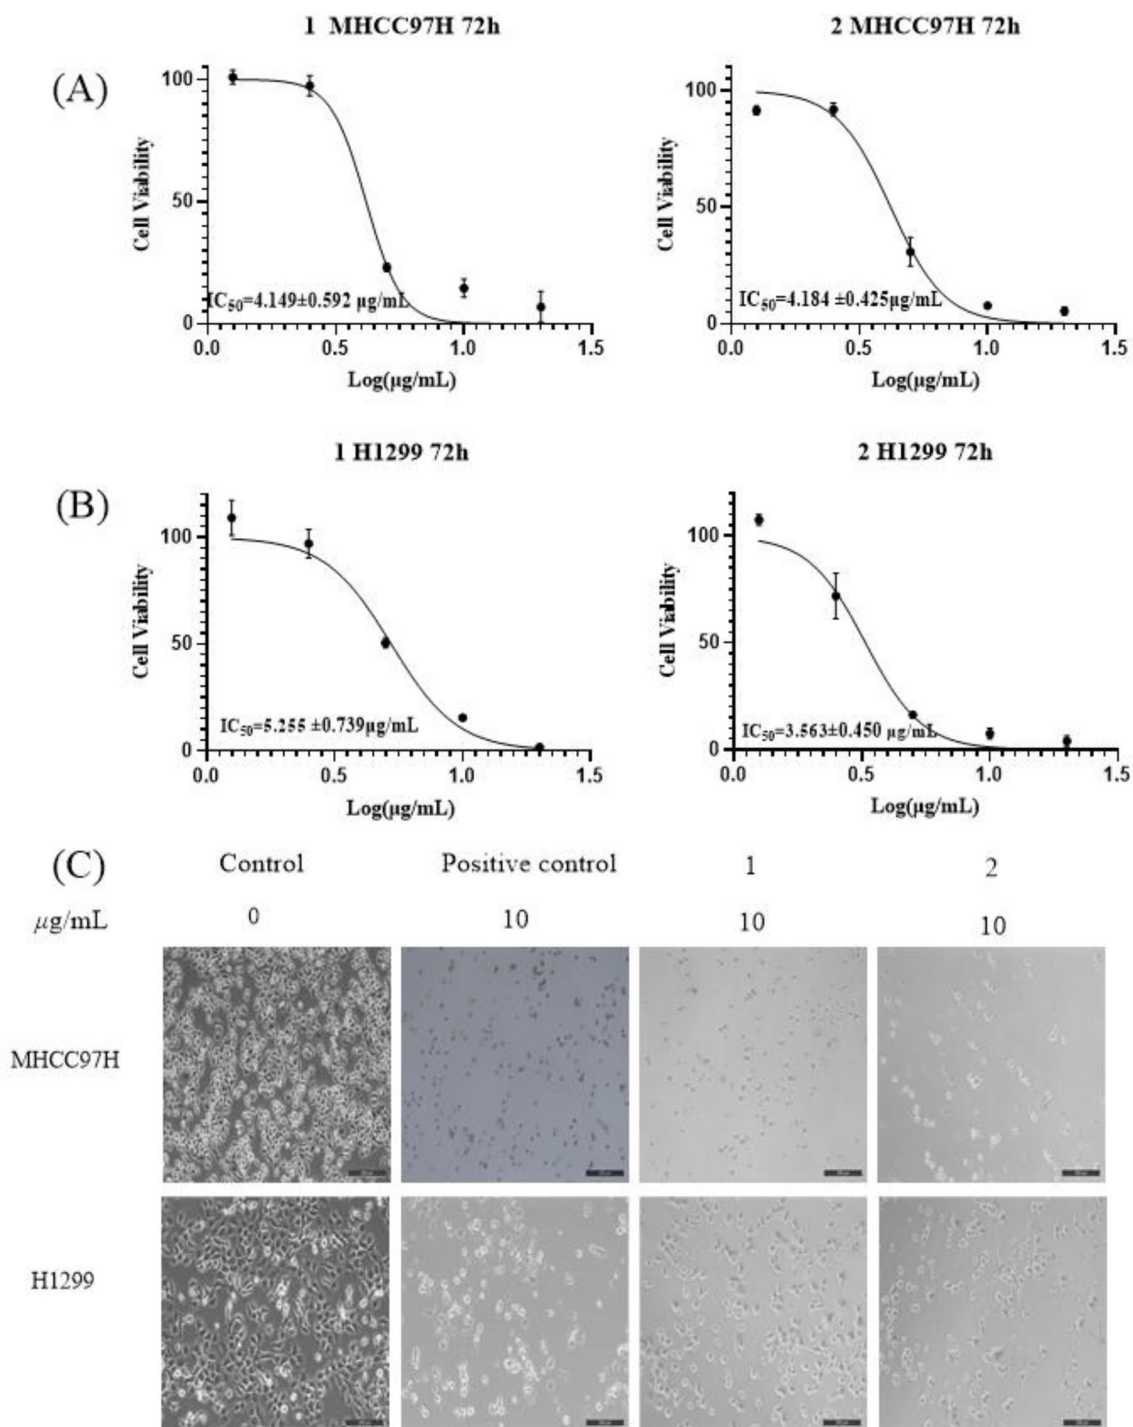 1 MHCC97H 72h
2 MHCC97H 72h
(A)
Cell Viability
100
50
0
IC50=4.149±0.592 µg/mL
0.0 0.5 1.0 1.5
Log(µg/mL)
Cell Viability
100
50
0
IC50=4.184 ±0.425µg/mL
0.0 0.5 1.0 1.5
Log(µg/mL)
1 H1299 72h
2 H1299 72h
(B)
Cell Viability
100
50
0
IC50=5.255 ±0.739µg/mL
0.0 0.5 1.0 1.5
Log(µg/mL)
Cell Viability
100
50
0
IC50=3.563±0.450 µg/mL
0.0 0.5 1.0 1.5
Log(µg/mL)
(C) Control Positive control 1 2
µg/mL 0 10 10 10
MHCC97H
H1299